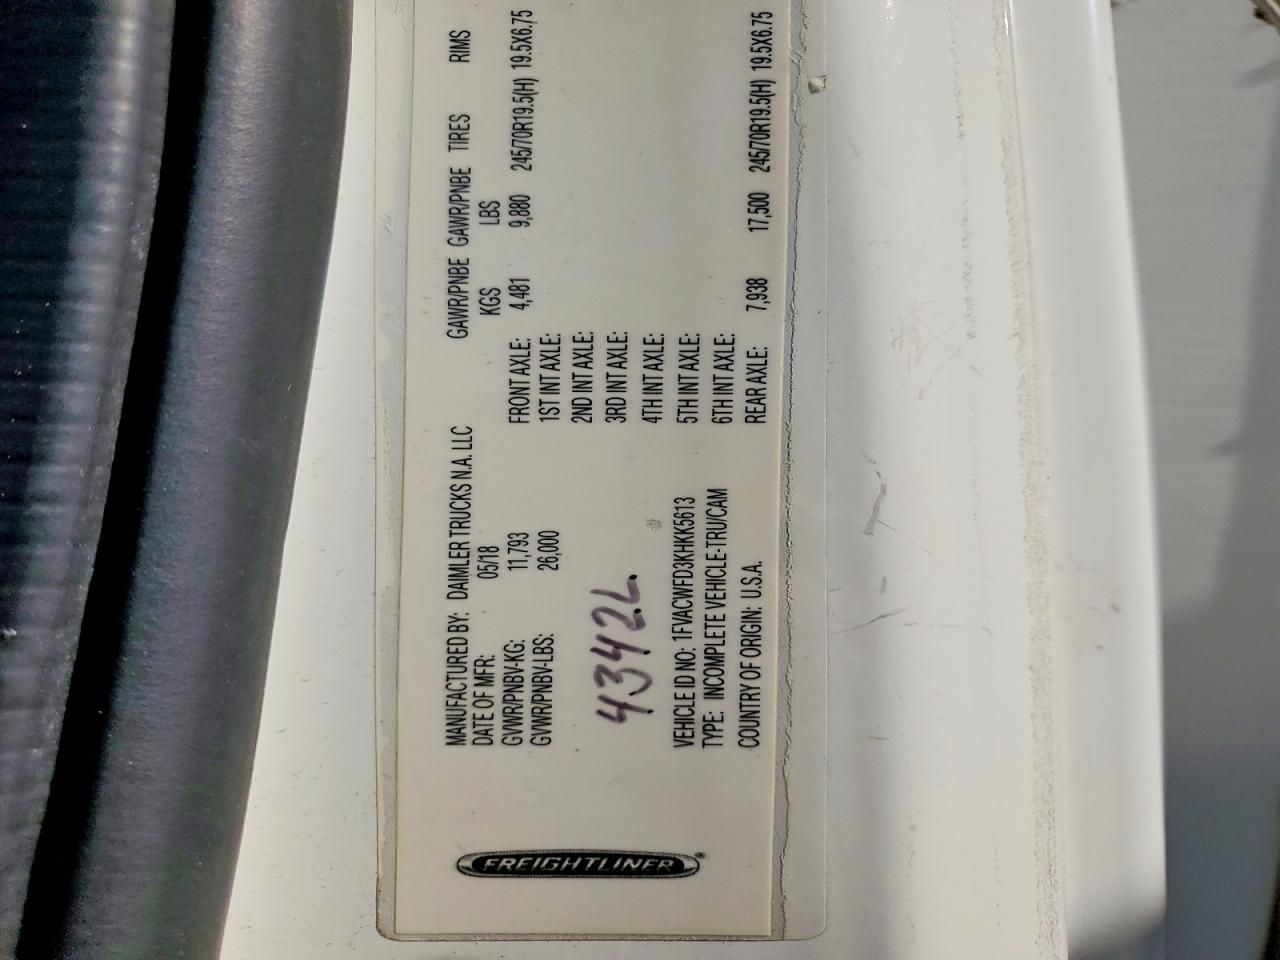 FREIGHTLINER®
MANUFACTURED BY: DAIMLER TRUCKS N.A. LLC
DATE OF MFR: 05/18
GVWR/PNBV-KG: 11,793
GVWR/PNBV-LBS: 26,000
4342L
VEHICLE ID NO: 1FVACWFD3KHKK5613
TYPE: INCOMPLETE VEHICLE-TRU/CAM
COUNTRY OF ORIGIN: U.S.A.
GAWR/PNBE GAWR/PNBE TIRES RIMS
KGS LBS
FRONT AXLE: 4,481 9,880 245/70R19.5(H) 19.5X6.75
1ST INT AXLE:
2ND INT AXLE:
3RD INT AXLE:
4TH INT AXLE:
5TH INT AXLE:
6TH INT AXLE:
REAR AXLE: 7,938 17,500 245/70R19.5(H) 19.5X6.75